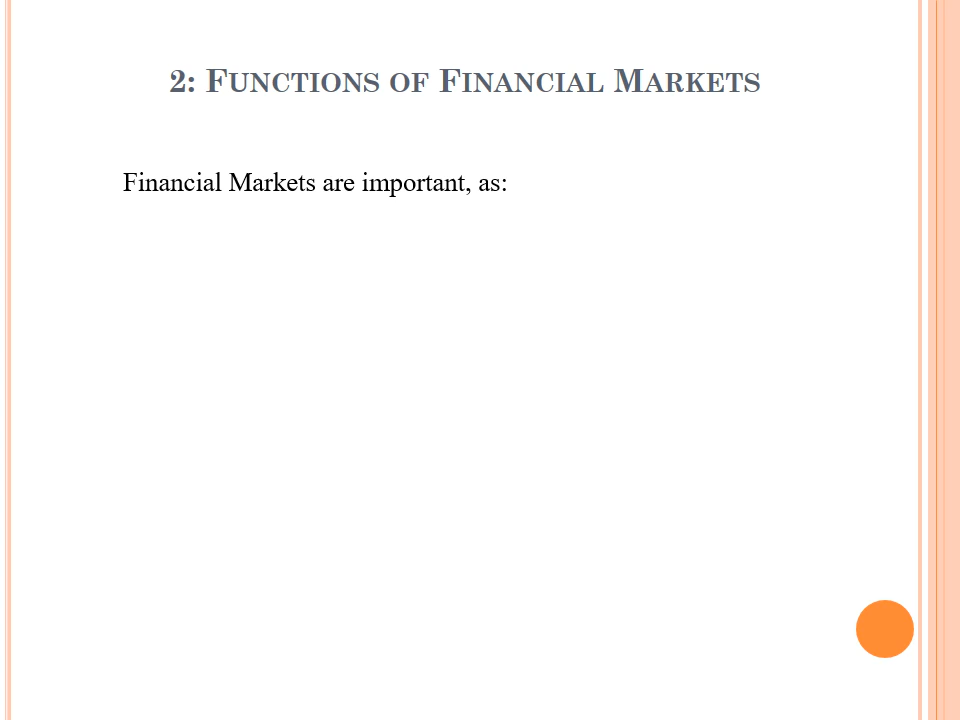 2: Functions of Financial Markets
Financial Markets are important, as: